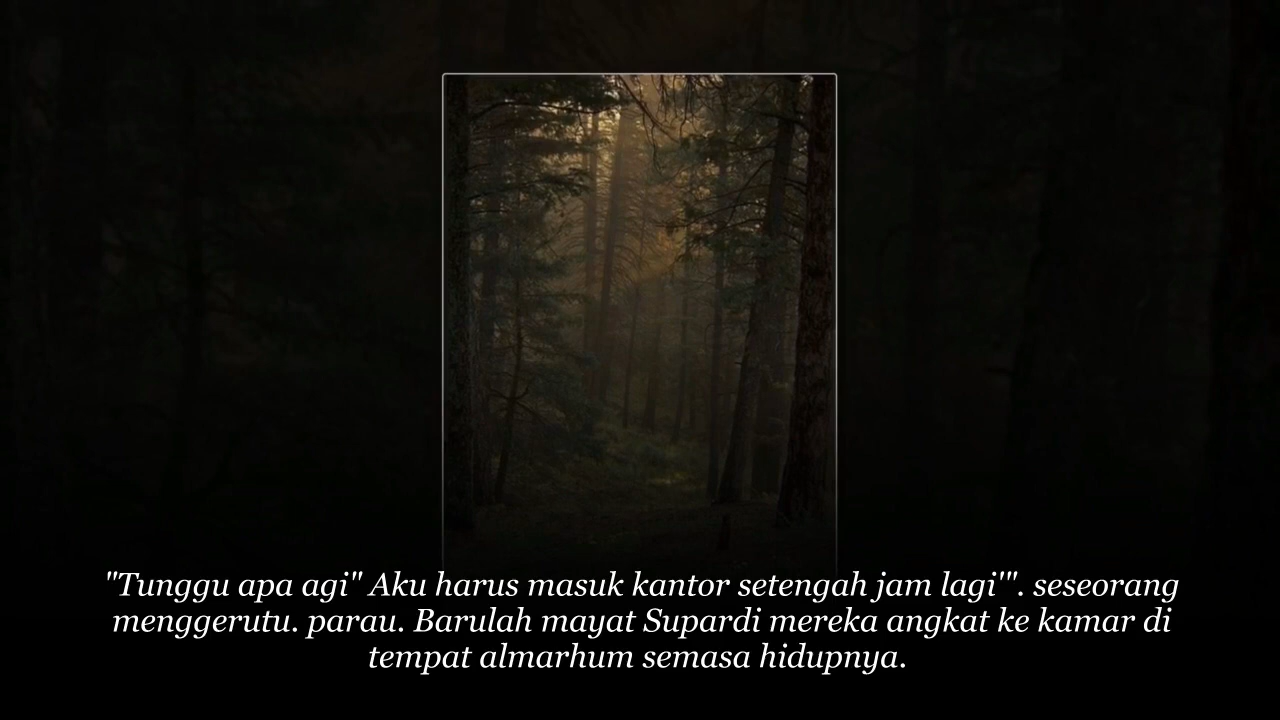 "Tunggu apa agi" Aku harus masuk kantor setengah jam lagi'". seseorang
menggerutu. parau. Barulah mayat Supardi mereka angkat ke kamar di
tempat almarhum semasa hidupnya.